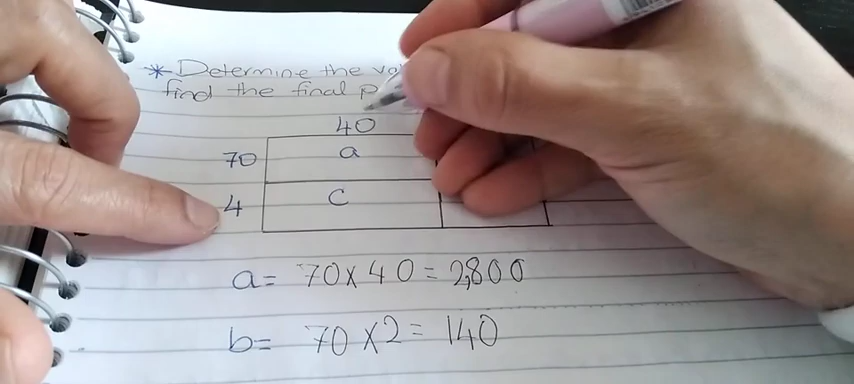 * Determine the
find the final
40
70 a
4 C
a = 70 x 40 = 2,800
b = 70 x 2 = 140